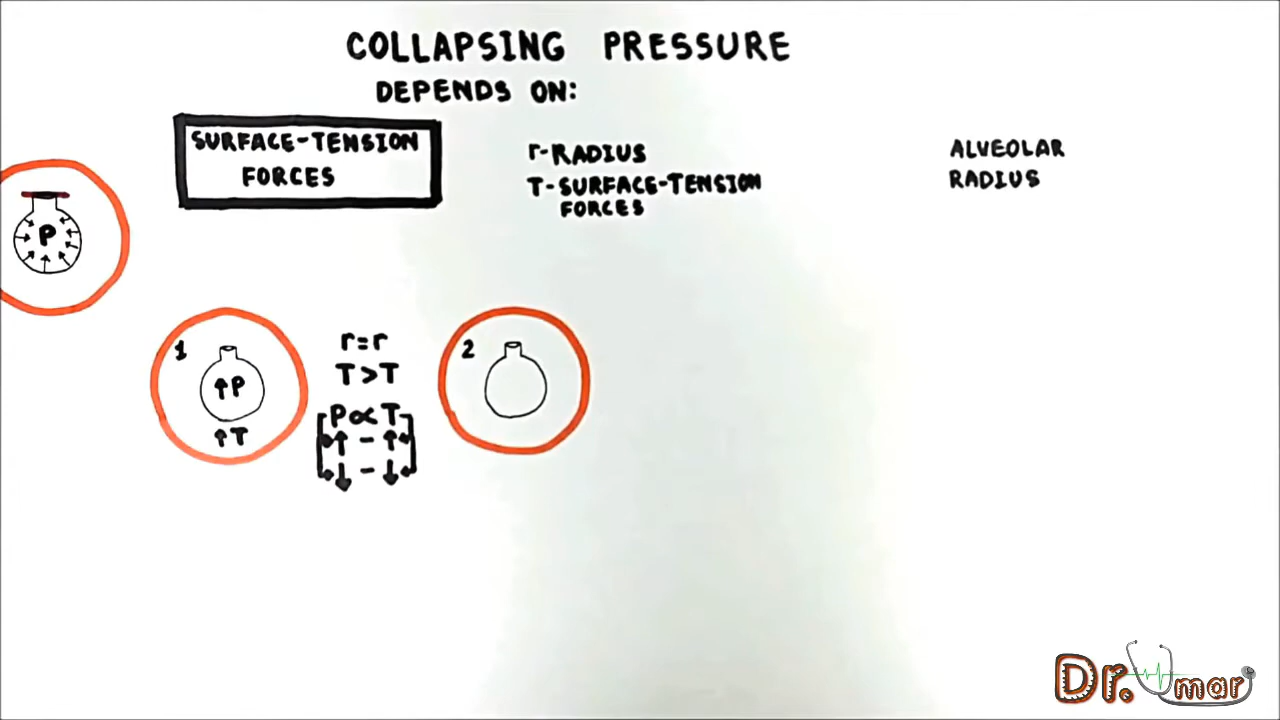 COLLAPSING PRESSURE
DEPENDS ON:
SURFACE-TENSION
FORCES
r-RADIUS
T-SURFACE-TENSION
FORCES
ALVEOLAR
RADIUS
P
1
↑P
↑T
r=r
T>T
P∝T
↑-↑
↓-↓
2
Dr. Umar